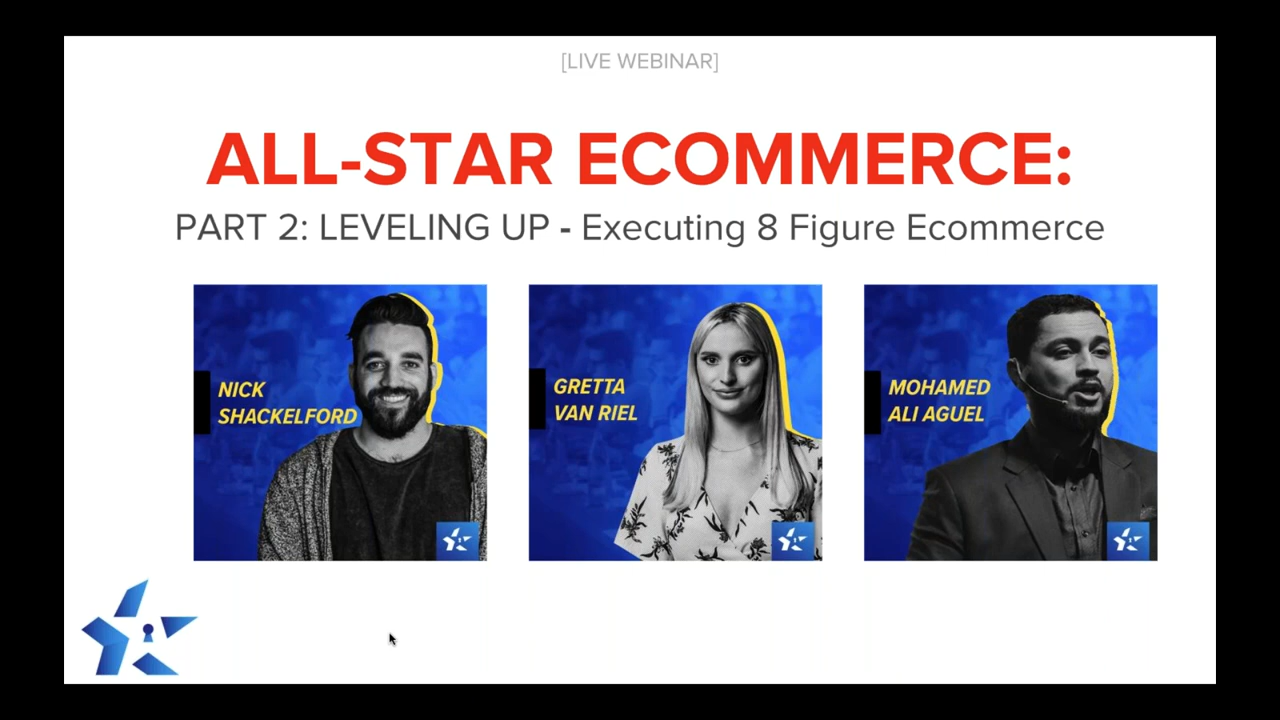 [LIVE WEBINAR]
ALL-STAR ECOMMERCE:
PART 2: LEVELING UP - Executing 8 Figure Ecommerce
NICK
SHACKELFORD
GRETTA
VAN RIEL
MOHAMED
ALI AGUEL